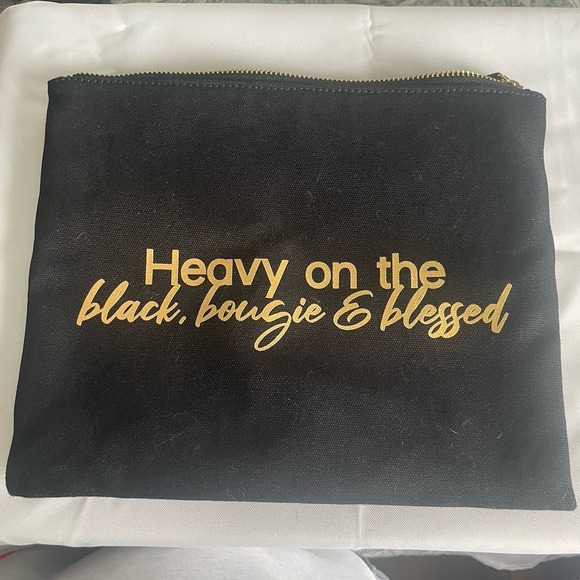 Heavy on the
black, bougie & blessed